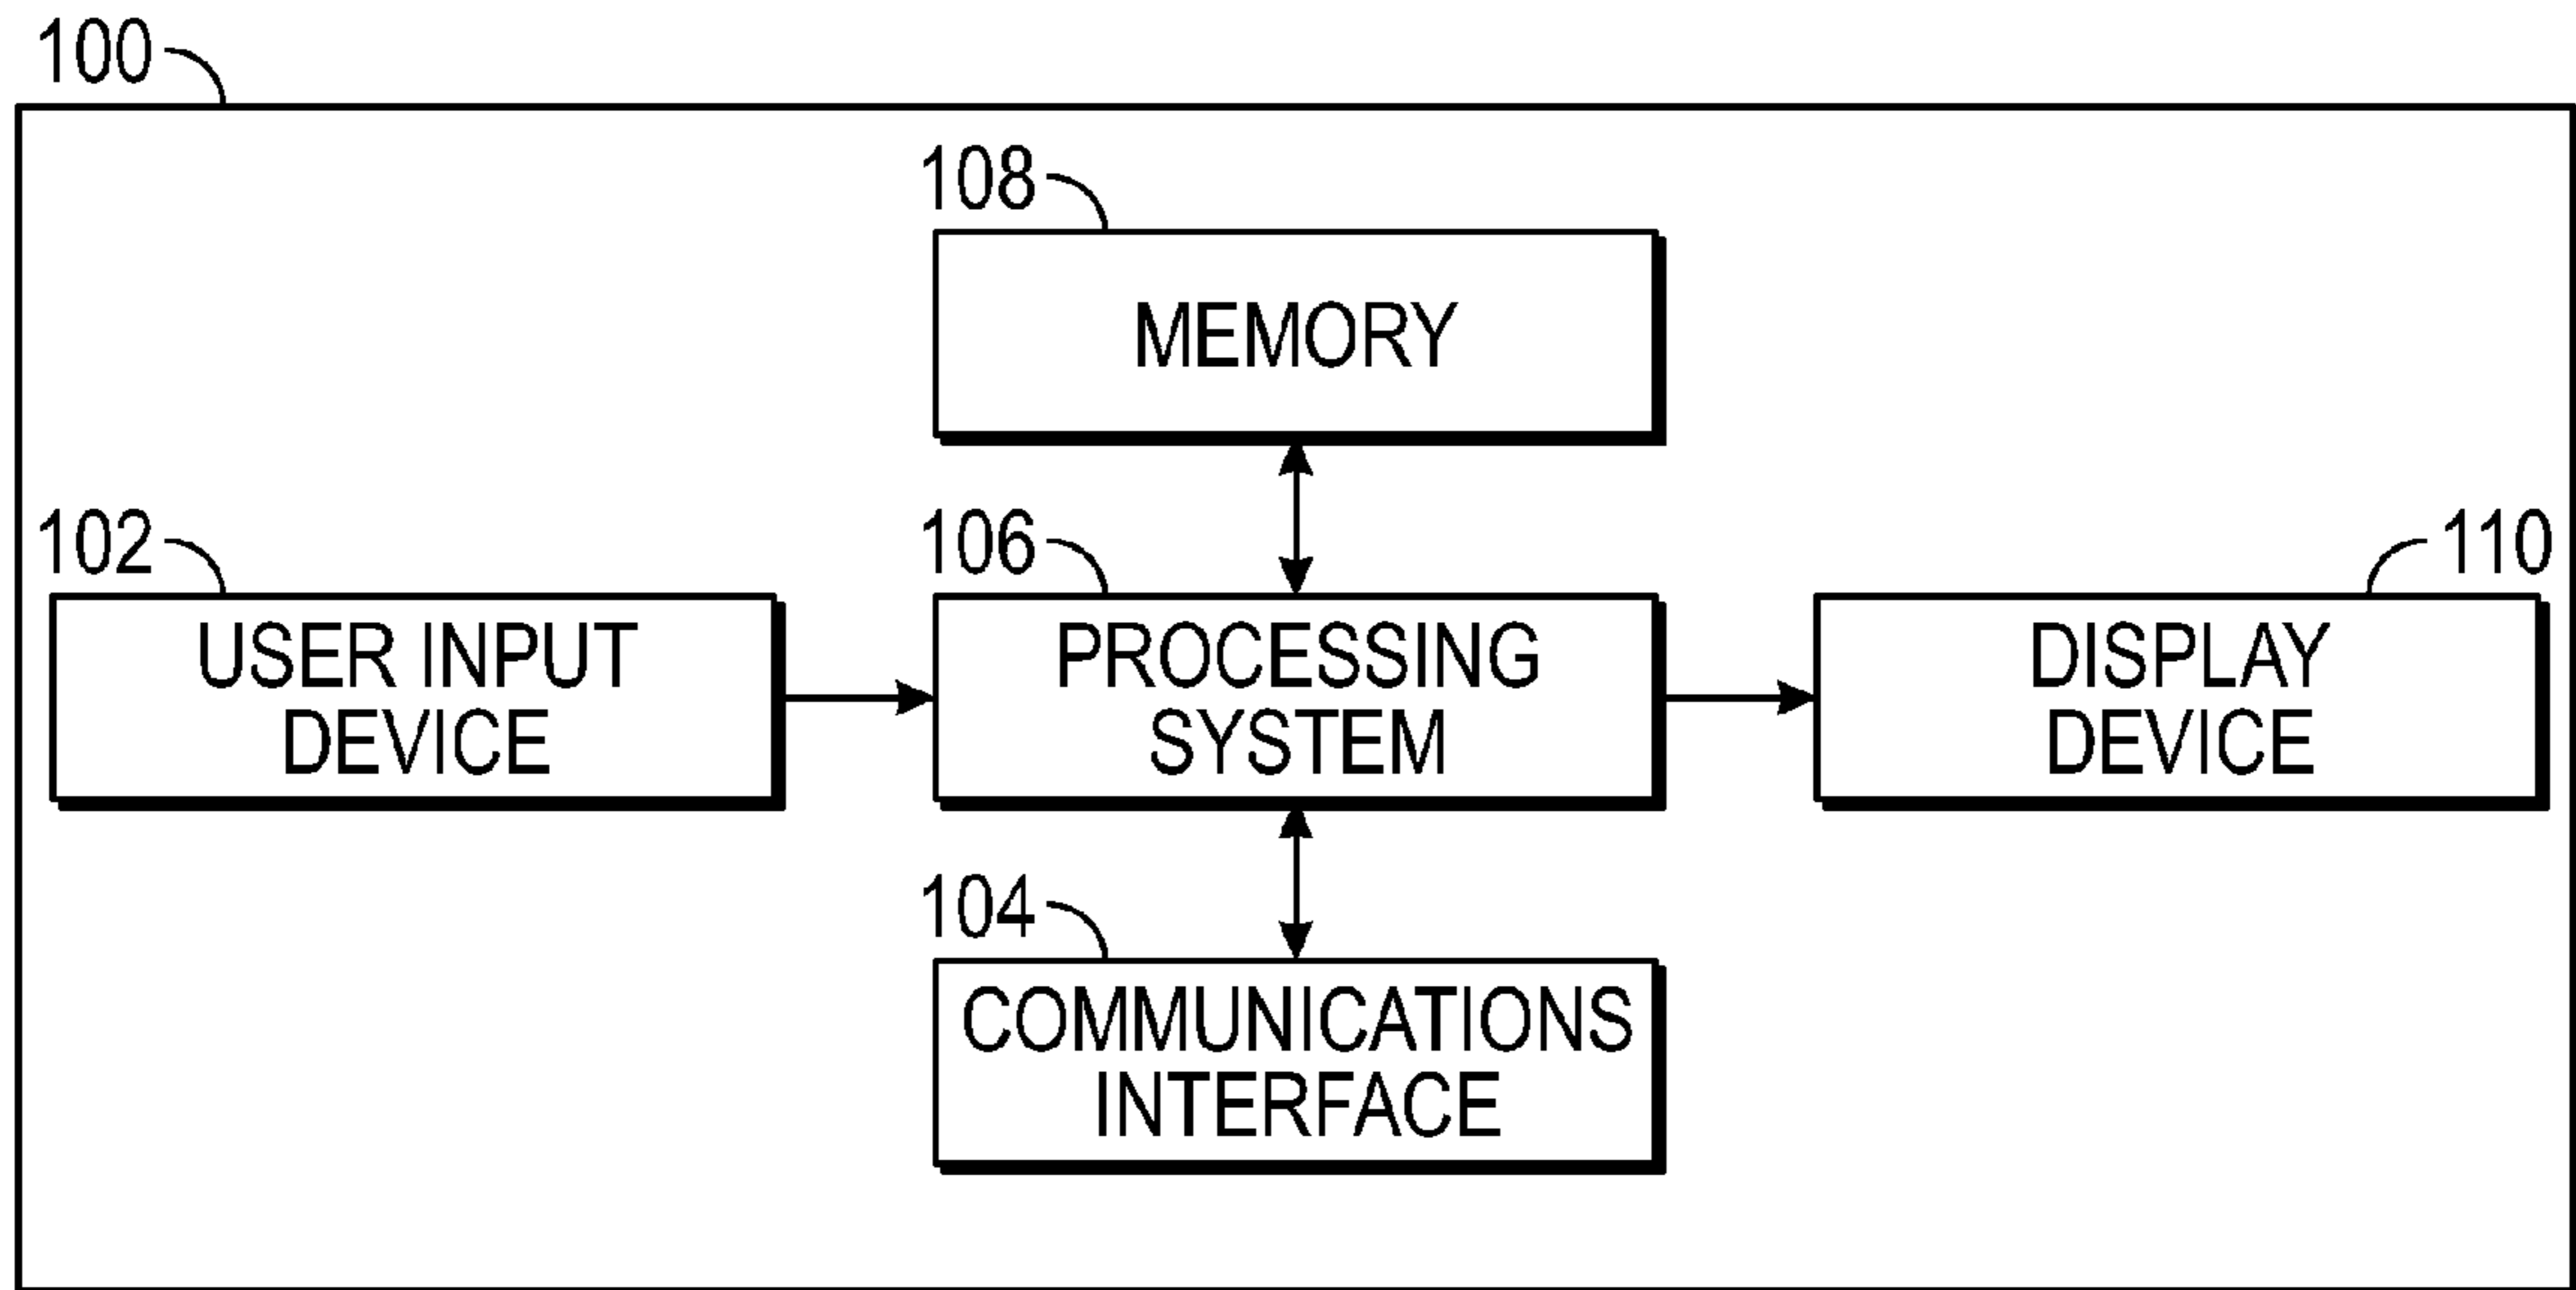 100
108
MEMORY
102
106
110
USER INPUT
DEVICE
PROCESSING
SYSTEM
DISPLAY
DEVICE
104
COMMUNICATIONS
INTERFACE